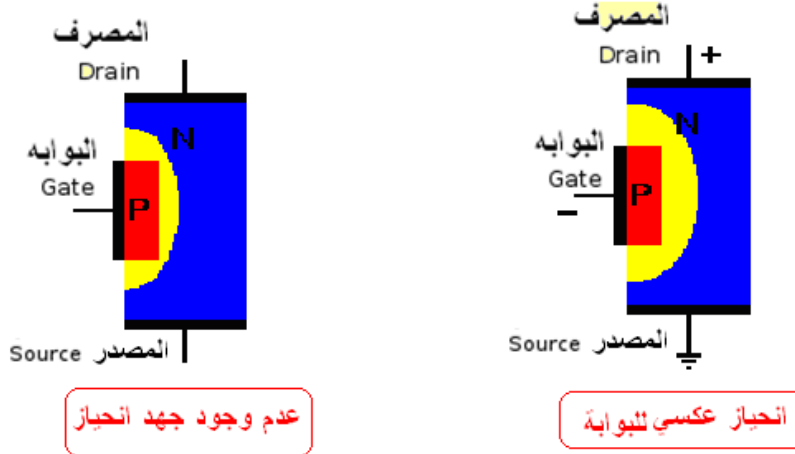 المصرف
Drain
N
البوابه
Gate
P
Source المصدر
عدم وجود جهد انحياز
المصرف
Drain +
N
البوابه
Gate
P
–
Source المصدر
انحياز عكسي للبوابة